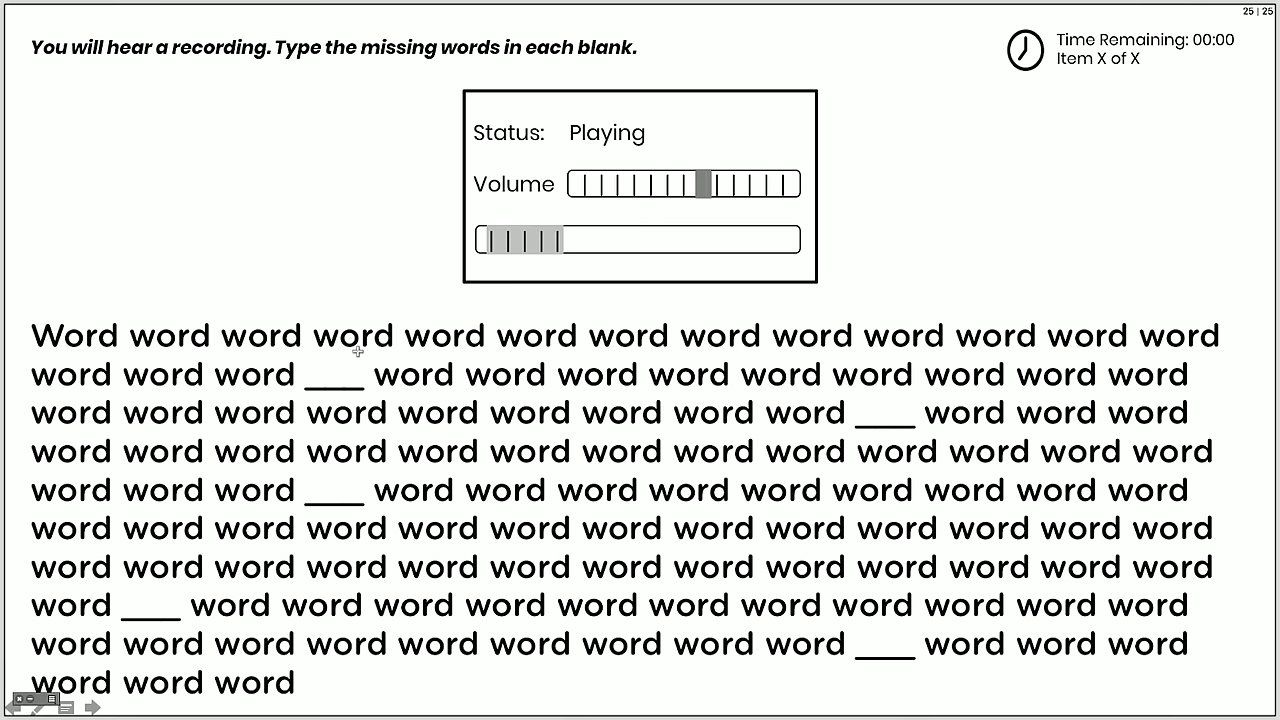 25 | 25
You will hear a recording. Type the missing words in each blank.
Time Remaining: 00:00
Item X of X
Status: Playing
Volume
Word word word word word word word word word word word word word
word word word ____ word word word word word word word word word
word word word word word word word word word ____ word word word
word word word word word word word word word word word word word
word word word ____ word word word word word word word word word
word word word word word word word word word word word word word
word word word word word word word word word word word word word
word ____ word word word word word word word word word word word
word word word word word word word word word ____ word word word
word word word